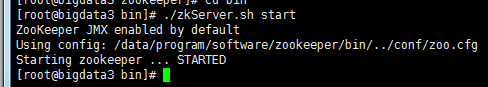 [root@bigdata3 zookeeper]# cd bin
[root@bigdata3 bin]# ./zkServer.sh start
ZooKeeper JMX enabled by default
Using config: /data/program/software/zookeeper/bin/../conf/zoo.cfg
Starting zookeeper ... STARTED
[root@bigdata3 bin]#